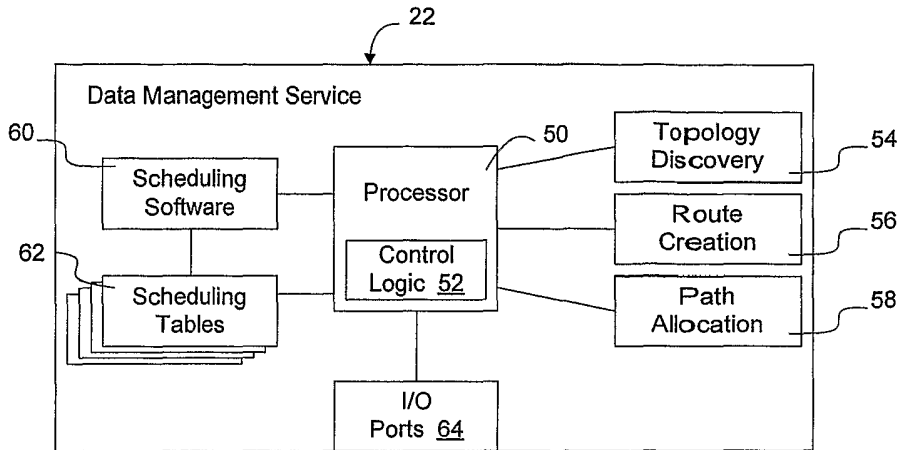 22
Data Management Service
60
Scheduling
Software
62
Scheduling
Tables
50
Processor
Control
Logic 52
Topology
Discovery
54
Route
Creation
56
Path
Allocation
58
I/O
Ports 64